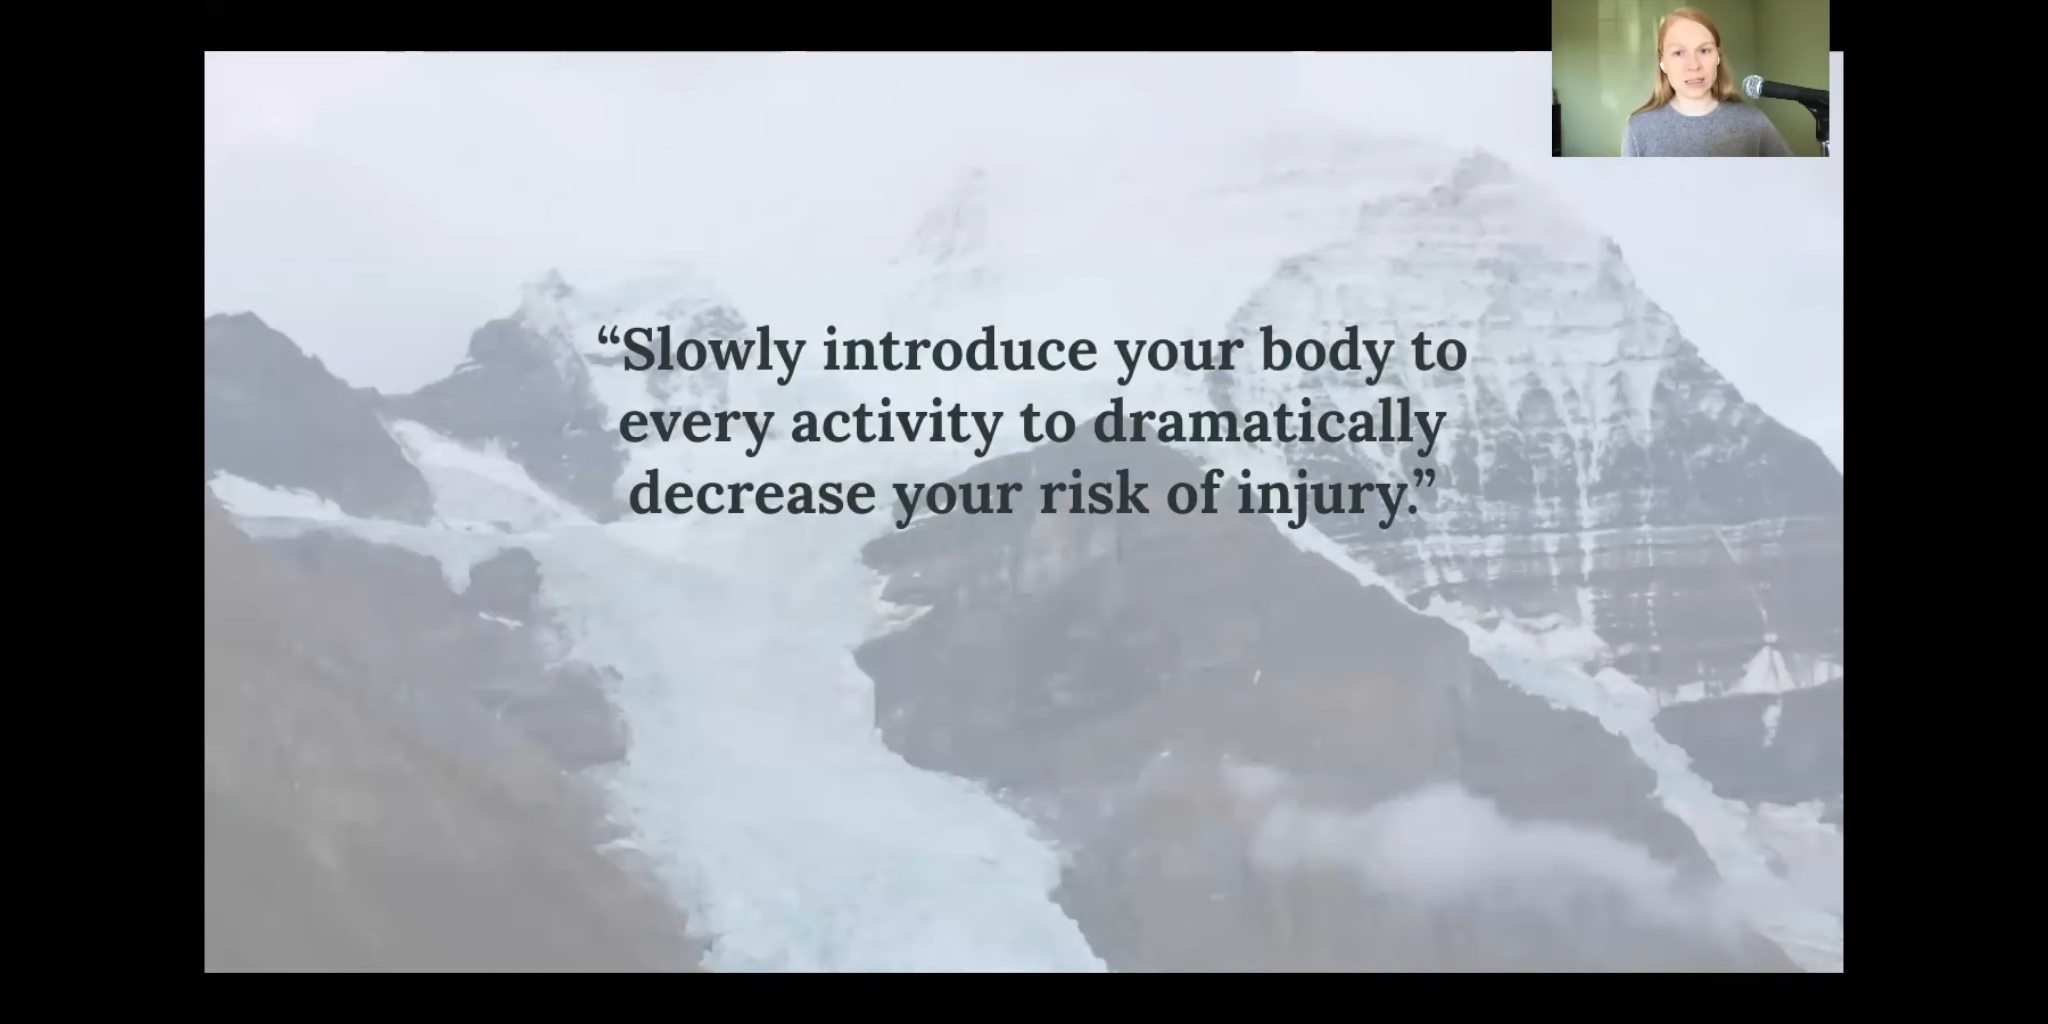 “Slowly introduce your body to
every activity to dramatically
decrease your risk of injury.”